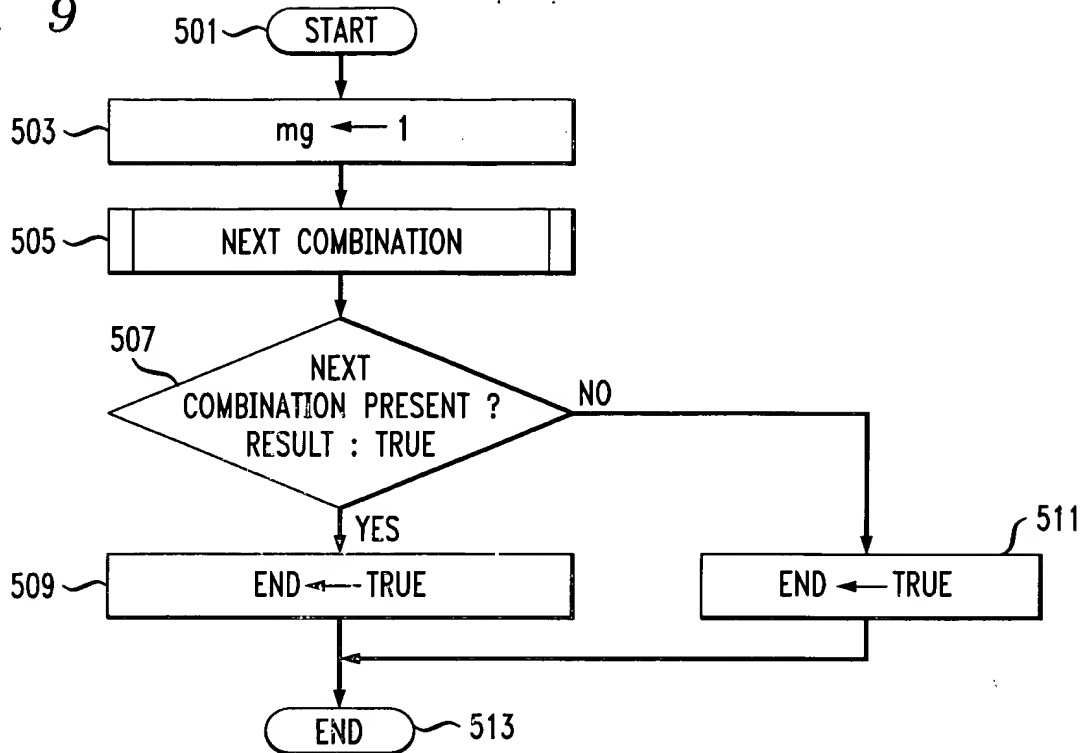 9
501
START
503
mg ← 1
505
NEXT COMBINATION
507
NEXT
COMBINATION PRESENT ?
RESULT : TRUE
NO
YES
511
509
END ← TRUE
END ← TRUE
END
513